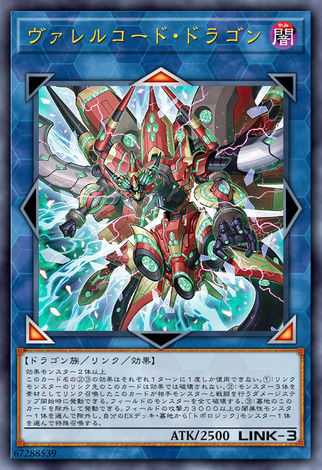 ヴァレルコード・ドラゴン
闇
やみ
【ドラゴン族/リンク/効果】
効果モンスター2体以上
このカード名の②③の効果はそれぞれ1ターンに1度しか使用できない。①:リンク
モンスターのリンク先のこのカードは効果では破壊されない。②:モンスター3体を
素材としてリンク召喚したこのカードが相手モンスターと戦闘を行うダメージステ
ップ開始時に発動できる。フィールドのモンスターを全て破壊する。③:墓地のこの
カードを除外して発動できる。フィールドの攻撃力3000以上の闇属性モンスタ
ー1体を選んで除外し、自分のEXデッキ・墓地から「トポロジック」モンスター1
体を選んで特殊召喚する。
ATK/2500 LINK-3
67288539